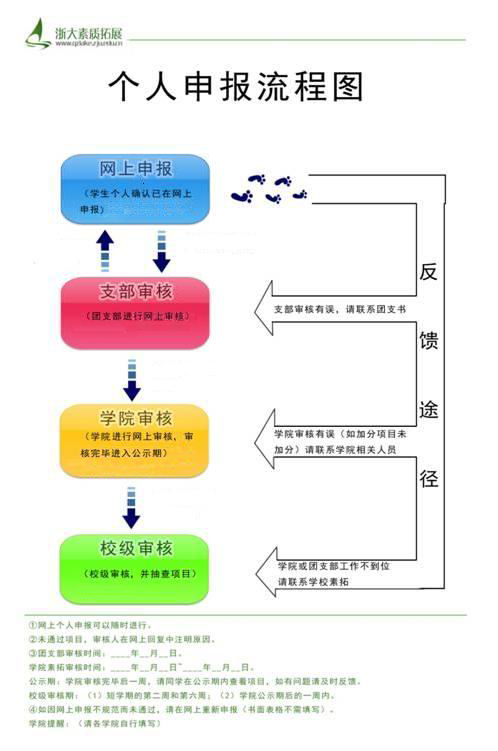 浙大素质拓展
个人申报流程图
网上申报
(学生个人确认已在网上
申报)
支部审核
(团支部进行网上审核)
支部审核有误，请联系团支书
学院审核
(学院进行网上审核，审
核完毕进入公示期)
学院审核有误（如加分项目未
加分）请联系学院相关人员
校级审核
(校级审核，并抽查项目)
学院或团支部工作不到位
请联系学校素拓
反
馈
途
径
①网上个人申报可以随时进行。
②未通过项目，审核人在网上回复中注明原因。
③团支部审核时间：____年__月__日。
学院素拓审核时间：____年__月__日~____年__月__日。
公示期：学院审核完毕后一周，请同学在公示期内查看项目，如有问题请及时反馈。
校级审核期：（1）短学期的第二周和第六周；（2）学院公示期后的一周内。
④如因网上申报不规范而未通过，请在网上重新申报（书面表格不需填写）。
学院提醒：（请各学院自行填写）